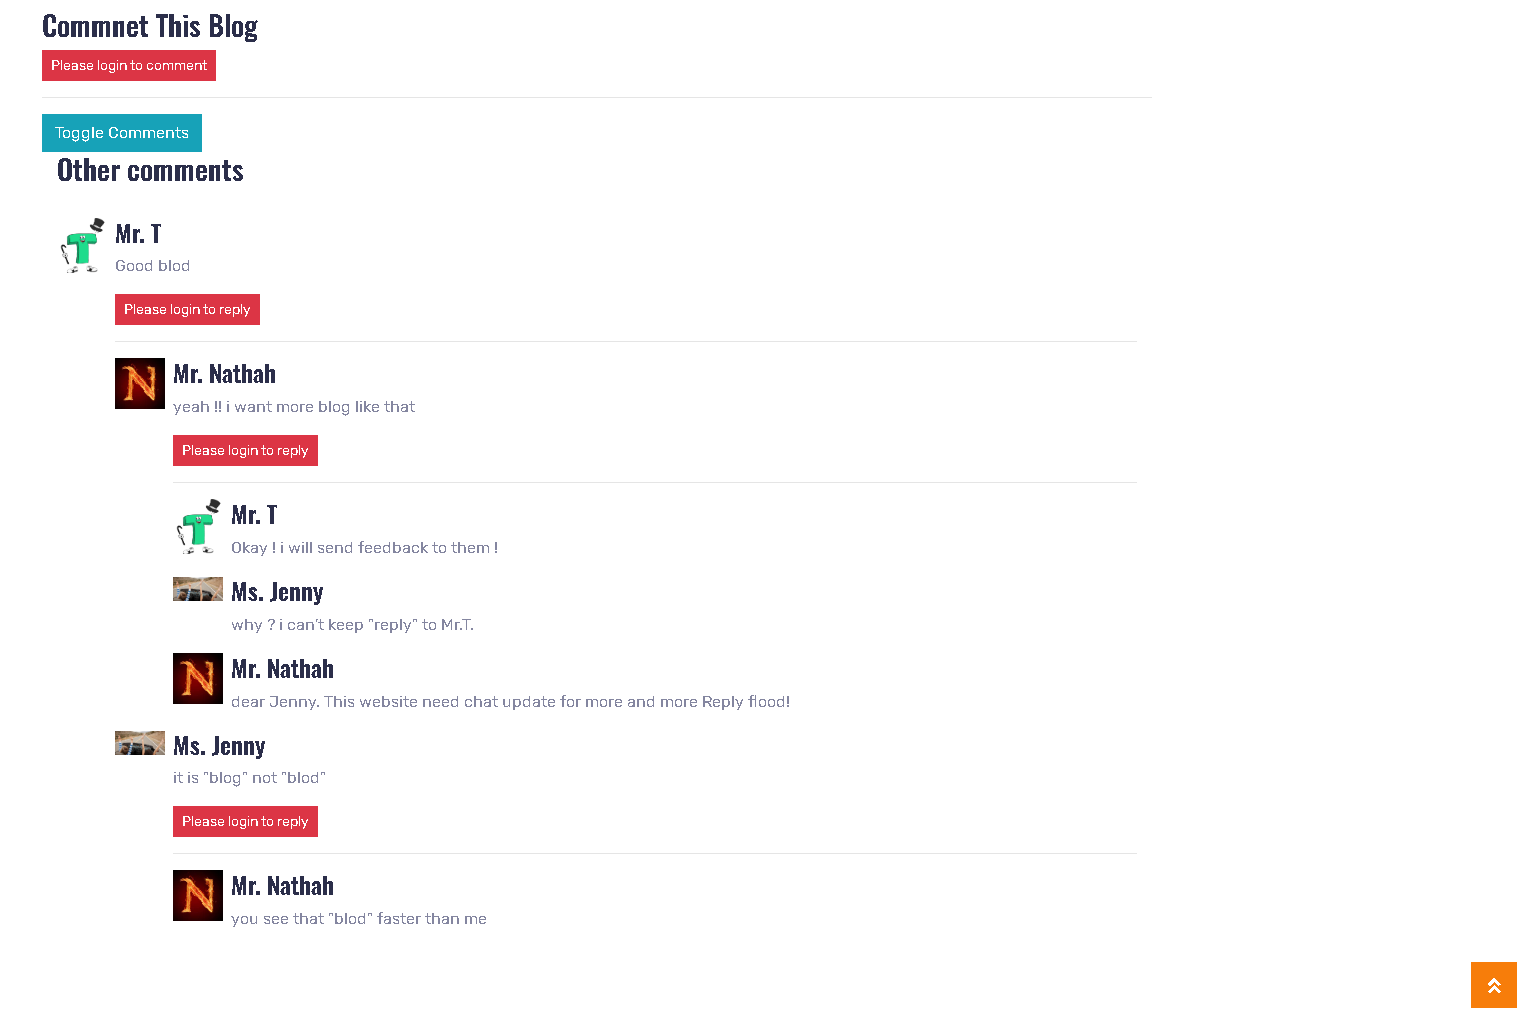 Commnet This Blog
Please login to comment
Toggle Comments
Other comments
Mr. T
Good blod
Please login to reply
Mr. Nathah
yeah !! i want more blog like that
Please login to reply
Mr. T
Okay ! i will send feedback to them !
Ms. Jenny
why ? i can't keep "reply" to Mr.T.
Mr. Nathah
dear Jenny. This website need chat update for more and more Reply flood!
Ms. Jenny
it is "blog" not "blod"
Please login to reply
Mr. Nathah
you see that "blod" faster than me